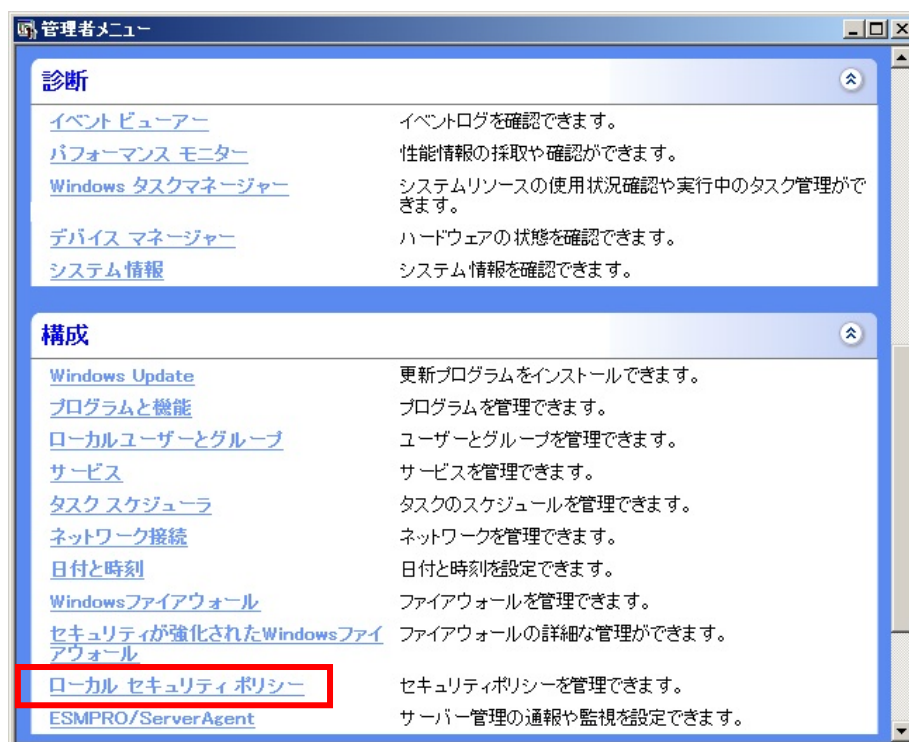 管理者メニュー
診断
イベント ビューアー イベントログを確認できます。
パフォーマンス モニター 性能情報の採取や確認ができます。
Windows タスクマネージャー システムリソースの使用状況確認や実行中のタスク管理がで
きます。
デバイス マネージャー ハードウェアの状態を確認できます。
システム情報 システム情報を確認できます。
構成
Windows Update 更新プログラムをインストールできます。
プログラムと機能 プログラムを管理できます。
ローカルユーザーとグループ ユーザーとグループを管理できます。
サービス サービスを管理できます。
タスク スケジューラ タスクのスケジュールを管理できます。
ネットワーク接続 ネットワークを管理できます。
日付と時刻 日付と時刻を設定できます。
Windowsファイアウォール ファイアウォールを管理できます。
セキュリティが強化されたWindowsファイ ファイアウォールの詳細な管理ができます。
アウォール
ローカル セキュリティ ポリシー セキュリティポリシーを管理できます。
ESMPRO/ServerAgent サーバー管理の通報や監視を設定できます。